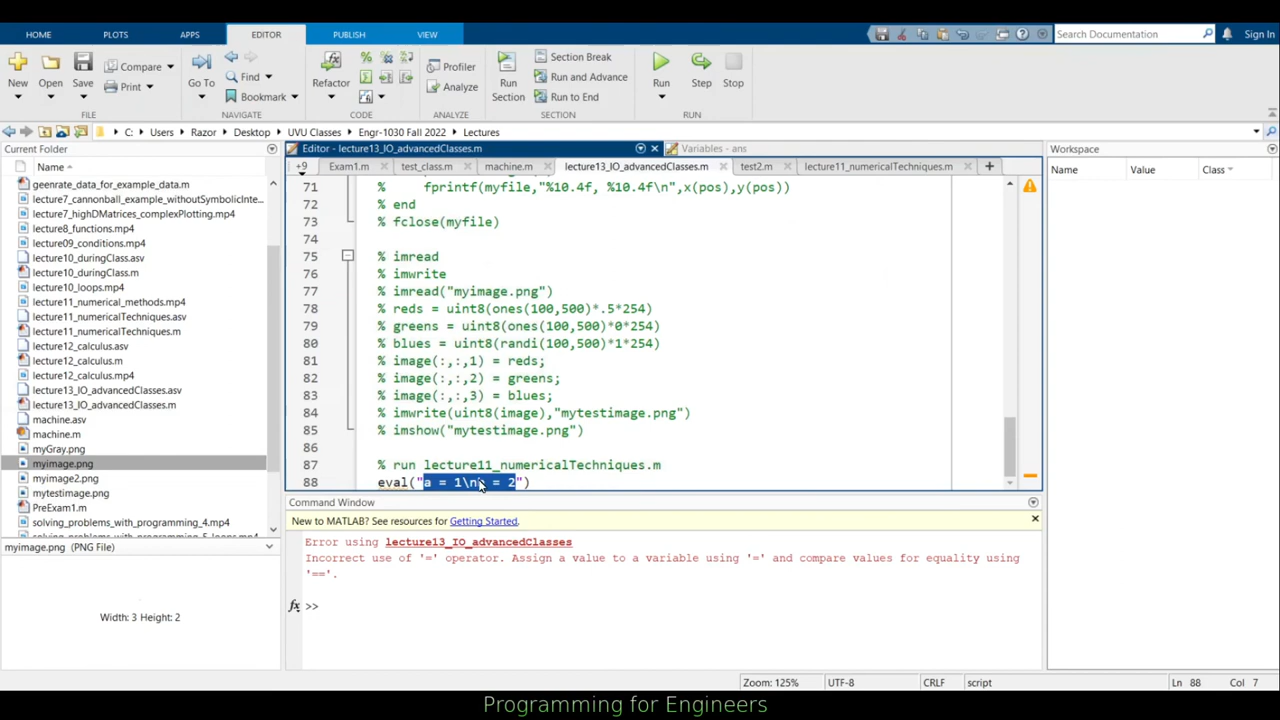 HOME PLOTS APPS EDITOR PUBLISH VIEW Search Documentation Sign In
New Open Save Compare Print Go To Find Bookmark Refactor Profiler Analyze Run Section Section Break Run and Advance Run to End Run Step Stop
FILE NAVIGATE CODE ANALYZE SECTION RUN
C: Users Razor Desktop UVU Classes Engr-1030 Fall 2022 Lectures
Current Folder
Name
geenrate_data_for_example_data.m
lecture7_cannonball_example_withoutSymbolicInte...
lecture7_highDMatrices_complexPlotting.mp4
lecture8_functions.mp4
lecture09_conditions.mp4
lecture10_duringClass.asv
lecture10_duringClass.m
lecture10_loops.mp4
lecture11_numerical_methods.mp4
lecture11_numericalTechniques.asv
lecture11_numericalTechniques.m
lecture12_calculus.asv
lecture12_calculus.m
lecture12_calculus.mp4
lecture13_IO_advancedClasses.asv
lecture13_IO_advancedClasses.m
machine.asv
machine.m
myGray.png
myimage.png
myimage2.png
mytestimage.png
PreExam1.m
solving_problems_with_programming_4.mp4
myimage.png (PNG File)
Width: 3 Height: 2
Editor - lecture13_IO_advancedClasses.m
Variables - ans
+9 Exam1.m test_class.m machine.m lecture13_IO_advancedClasses.m test2.m lecture11_numericalTechniques.m
71 % fprintf(myfile,"%10.4f, %10.4f\n",x(pos),y(pos))
72 % end
73 % fclose(myfile)
74
75 % imread
76 % imwrite
77 % imread("myimage.png")
78 % reds = uint8(ones(100,500)*.5*254)
79 % greens = uint8(ones(100,500)*0*254)
80 % blues = uint8(randi(100,500)*1*254)
81 % image(:,:,1) = reds;
82 % image(:,:,2) = greens;
83 % image(:,:,3) = blues;
84 % imwrite(uint8(image),"mytestimage.png")
85 % imshow("mytestimage.png")
86
87 % run lecture11_numericalTechniques.m
88 eval("a = 1\nb = 2")
Command Window
New to MATLAB? See resources for Getting Started.
Error using lecture13_IO_advancedClasses
Incorrect use of '=' operator. Assign a value to a variable using '=' and compare values for equality using
'=='.
fx >>
Workspace
Name Value Class
Zoom: 125% UTF-8 CRLF script Ln 88 Col 7
Programming for Engineers